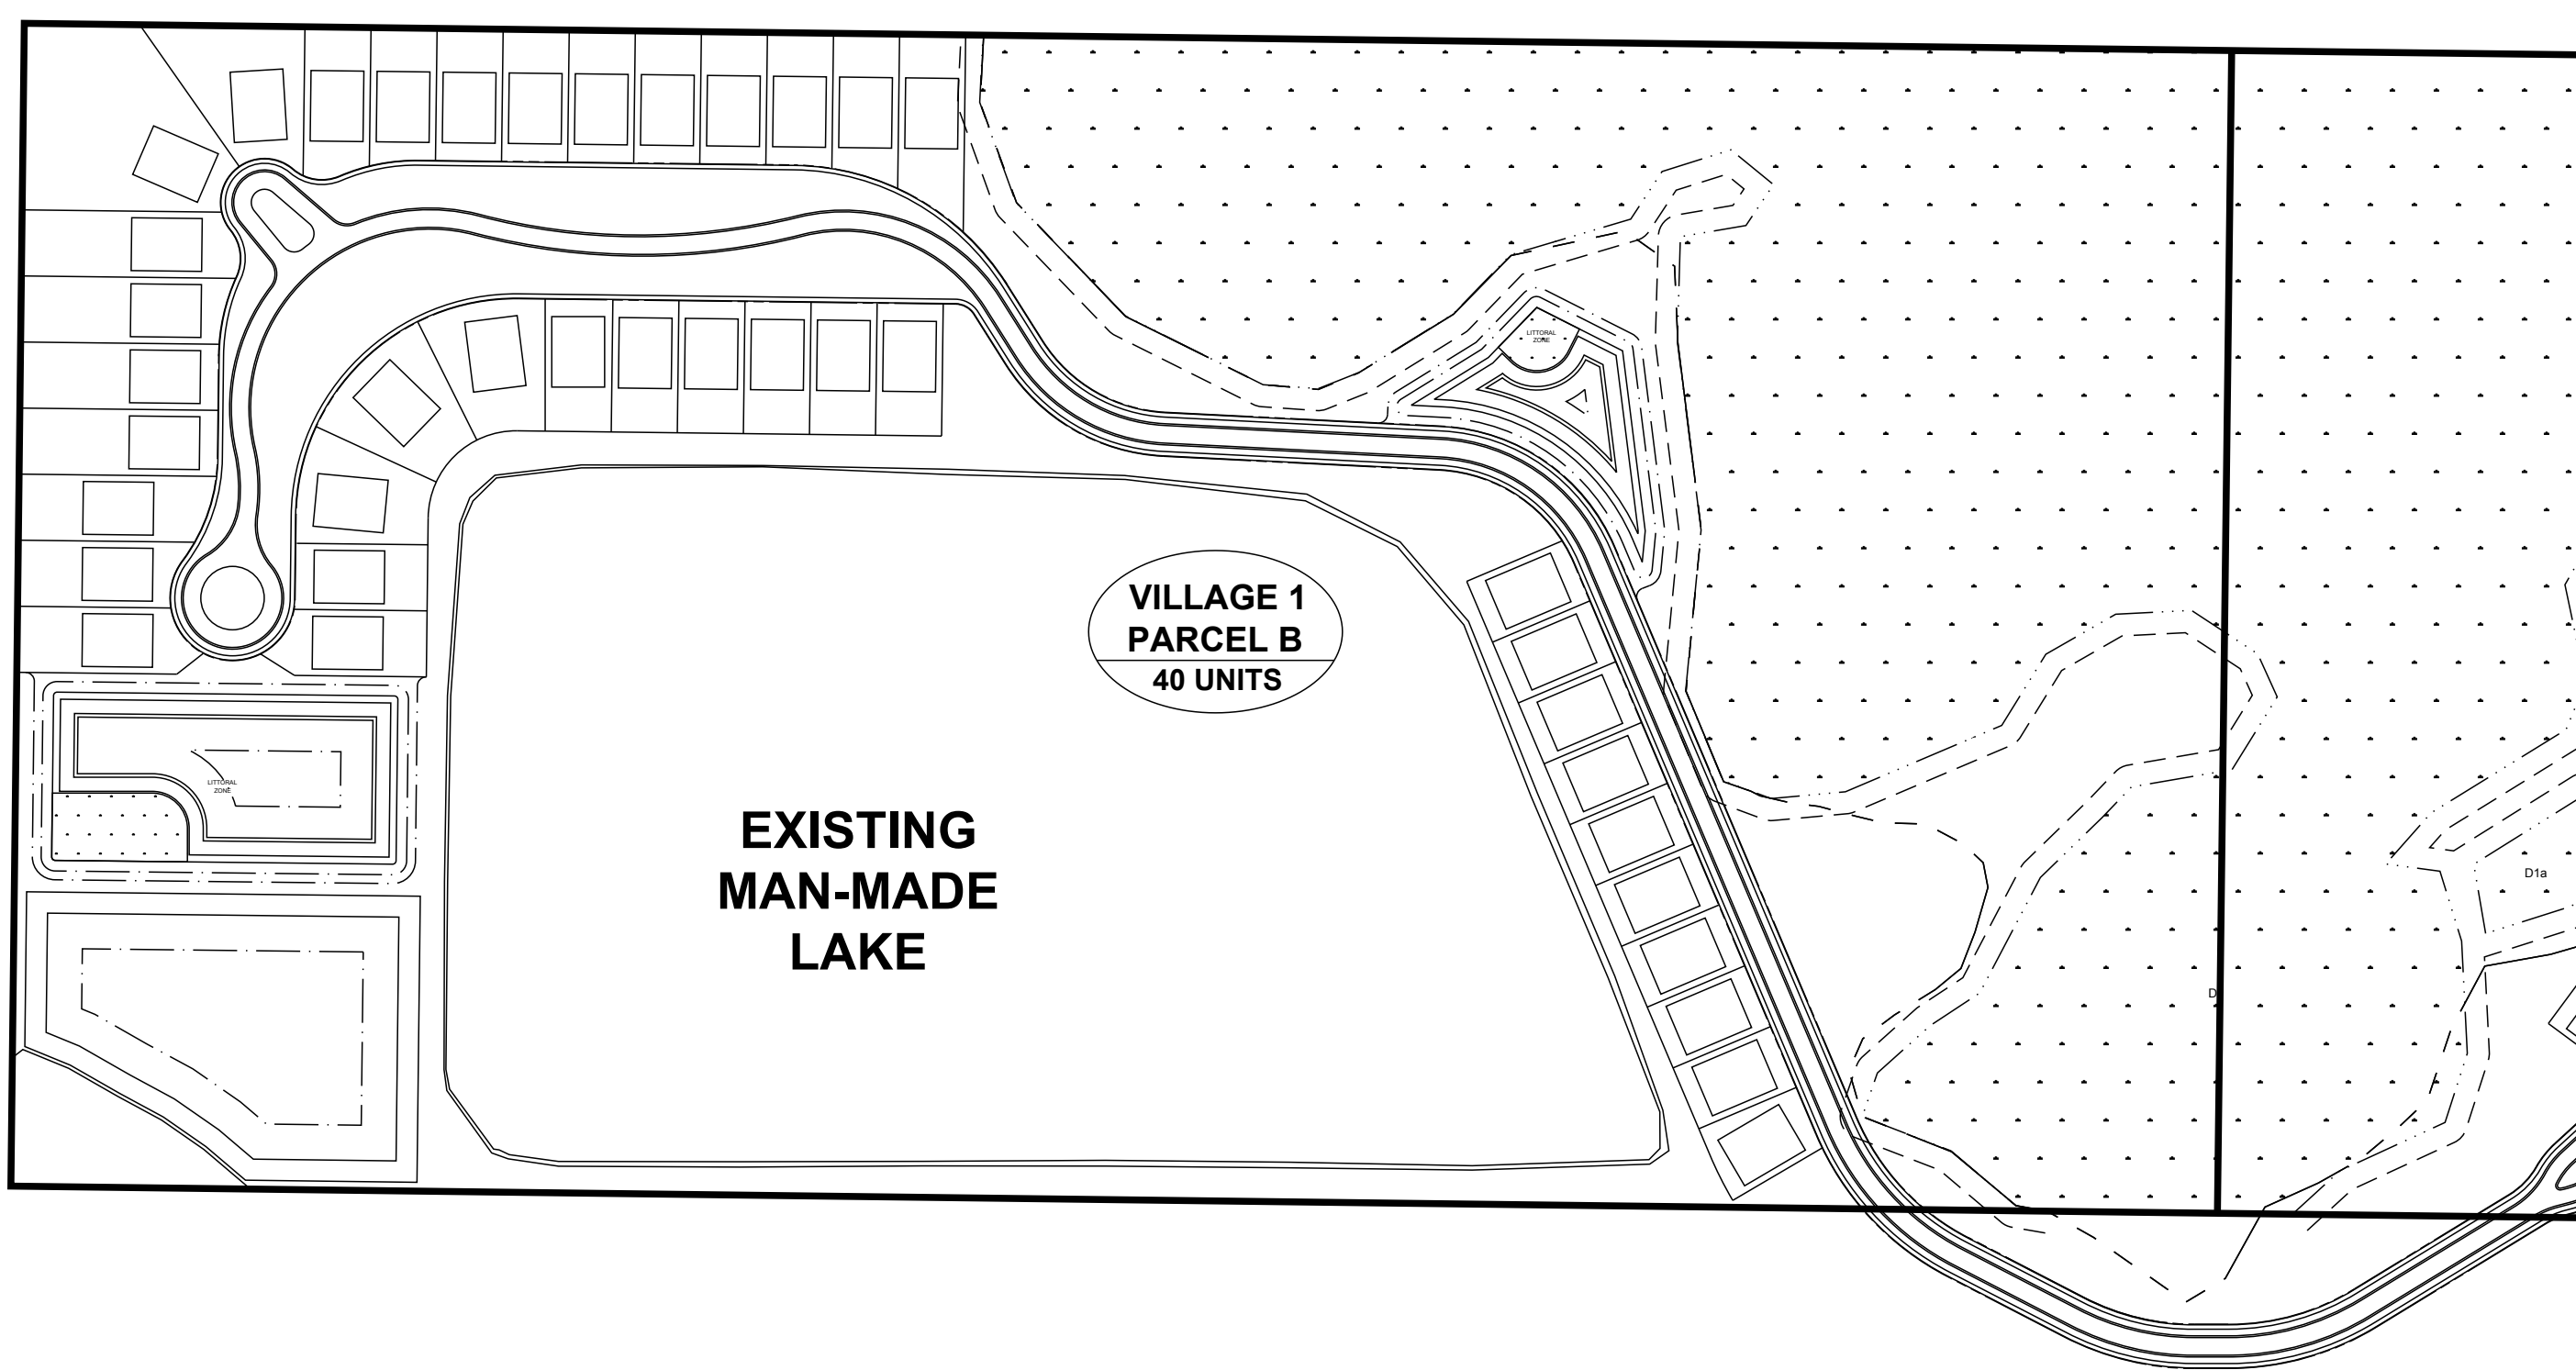 LITTORAL
ZONE
VILLAGE 1
PARCEL B
40 UNITS
LITTORAL
ZONE
EXISTING
MAN-MADE
LAKE
D1a
D